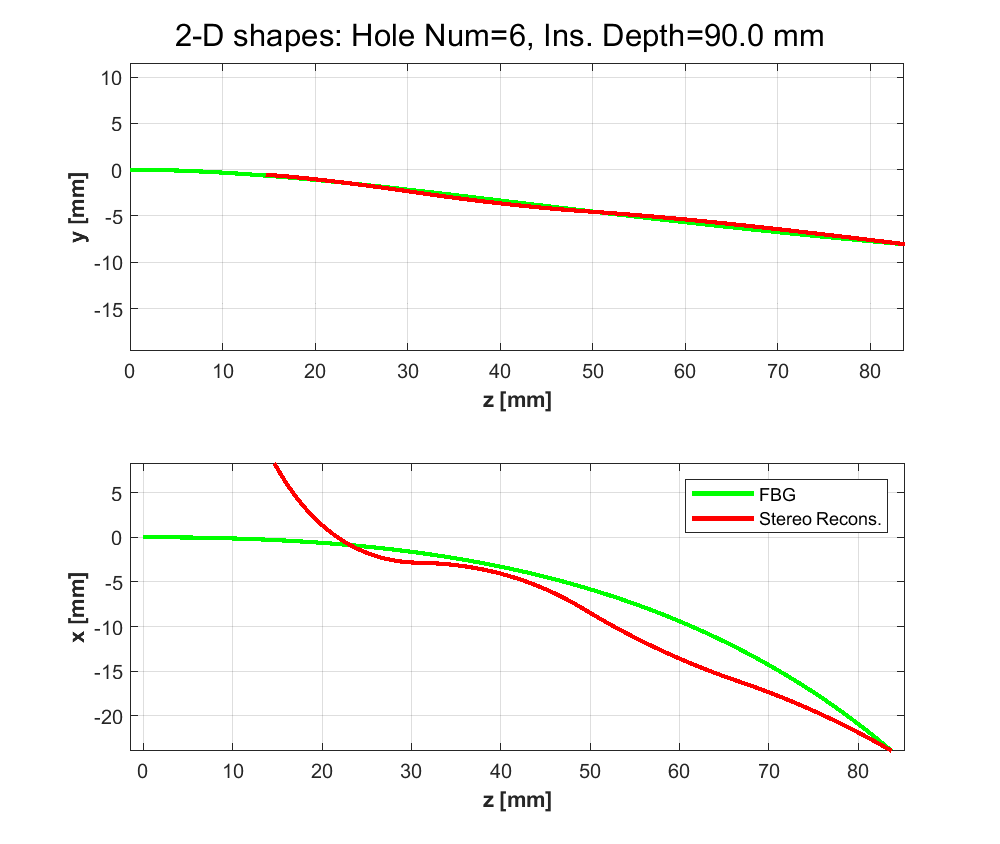 2-D shapes: Hole Num=6, Ins. Depth=90.0 mm
10
5
0
-5
-10
-15
y [mm]
0 10 20 30 40 50 60 70 80
z [mm]
FBG
Stereo Recons.
5
0
-5
-10
-15
-20
x [mm]
0 10 20 30 40 50 60 70 80
z [mm]